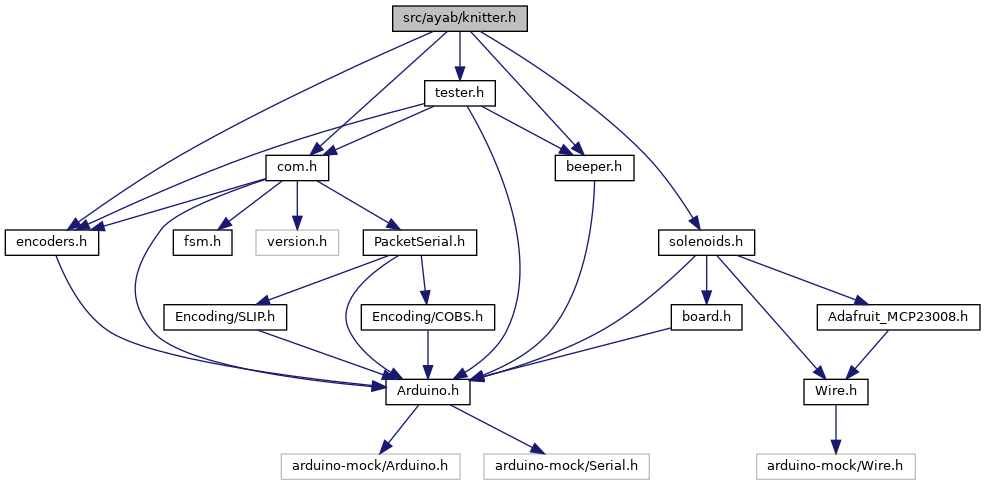 src/ayab/knitter.h
tester.h
com.h
beeper.h
encoders.h
fsm.h
version.h
PacketSerial.h
solenoids.h
Encoding/SLIP.h
Encoding/COBS.h
board.h
Adafruit_MCP23008.h
Arduino.h
Wire.h
arduino-mock/Arduino.h
arduino-mock/Serial.h
arduino-mock/Wire.h